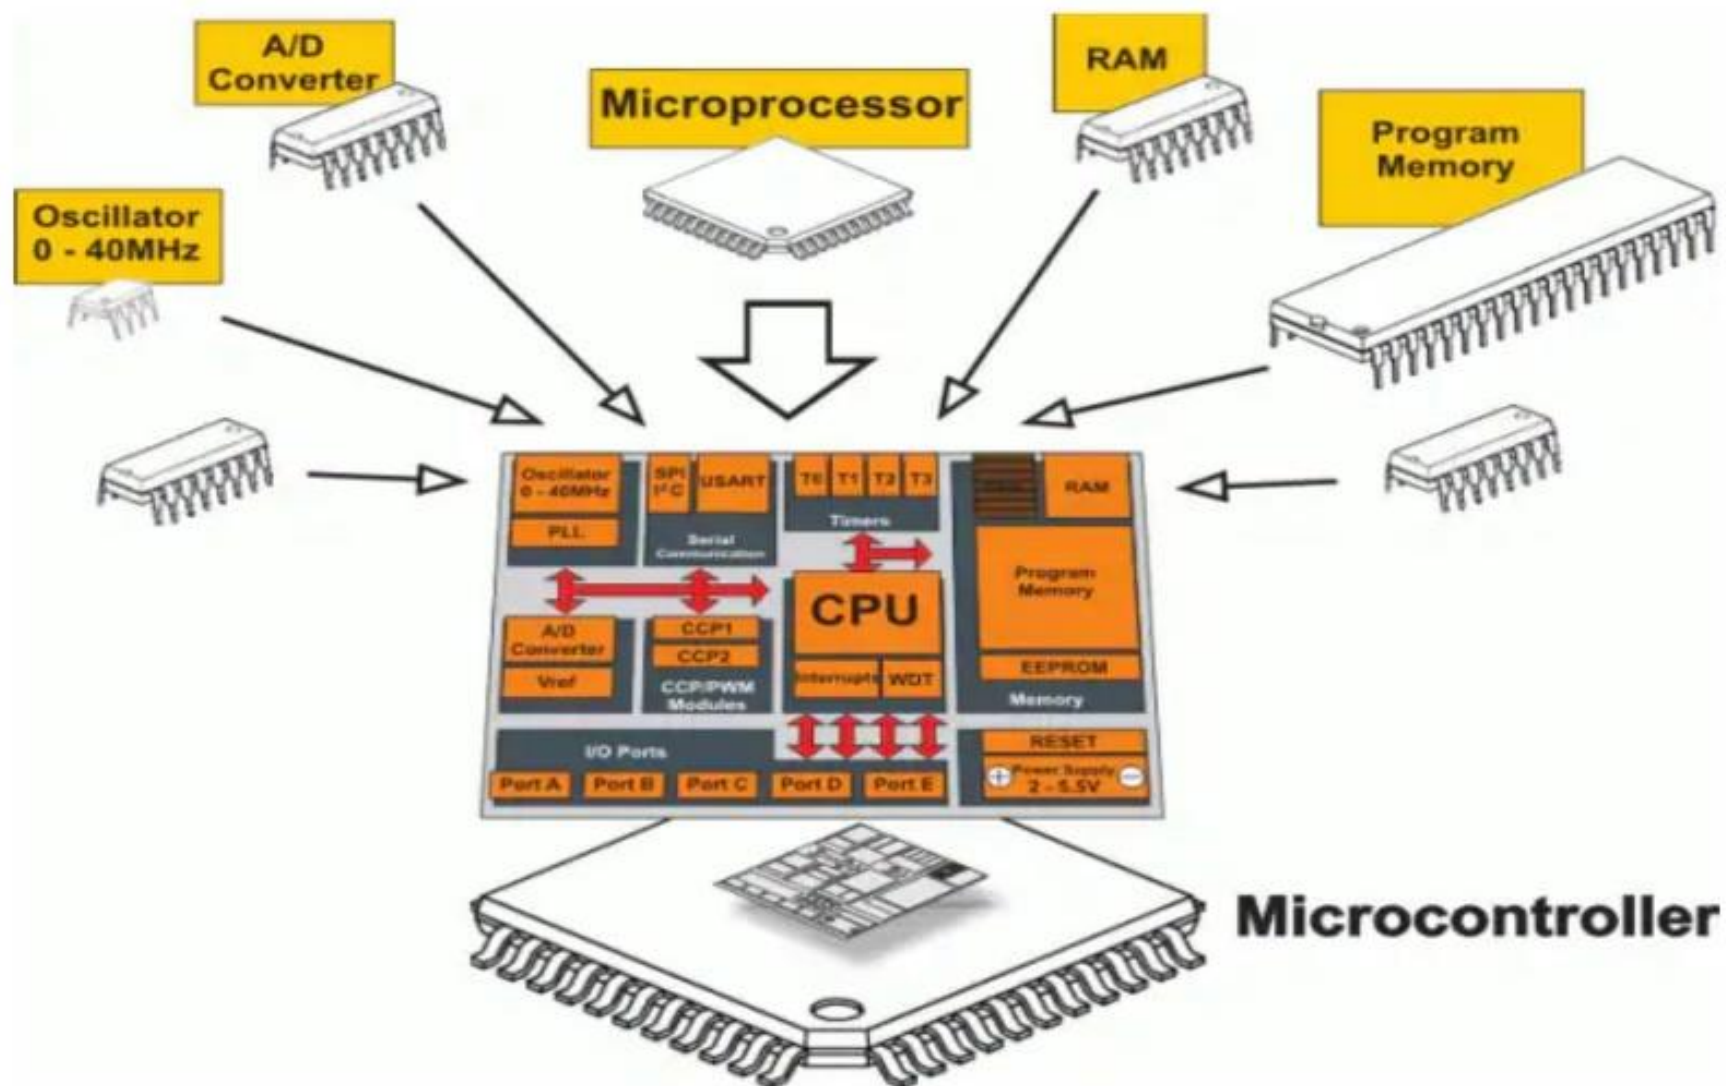 A/D
Converter
Microprocessor
RAM
Program
Memory
Oscillator
0 - 40MHz
Oscillator
0 - 40MHz
PLL
SPI
I²C
USART
Serial
Communication
T0 T1 T2 T3
Timers
RAM
Program
Memory
EEPROM
Memory
A/D
Converter
Vref
CCP1
CCP2
CCP/PWM
Modules
CPU
Interrupts WDT
I/O Ports
Port A Port B Port C Port D Port E
RESET
+ Power Supply −
2 - 5.5V
Microcontroller